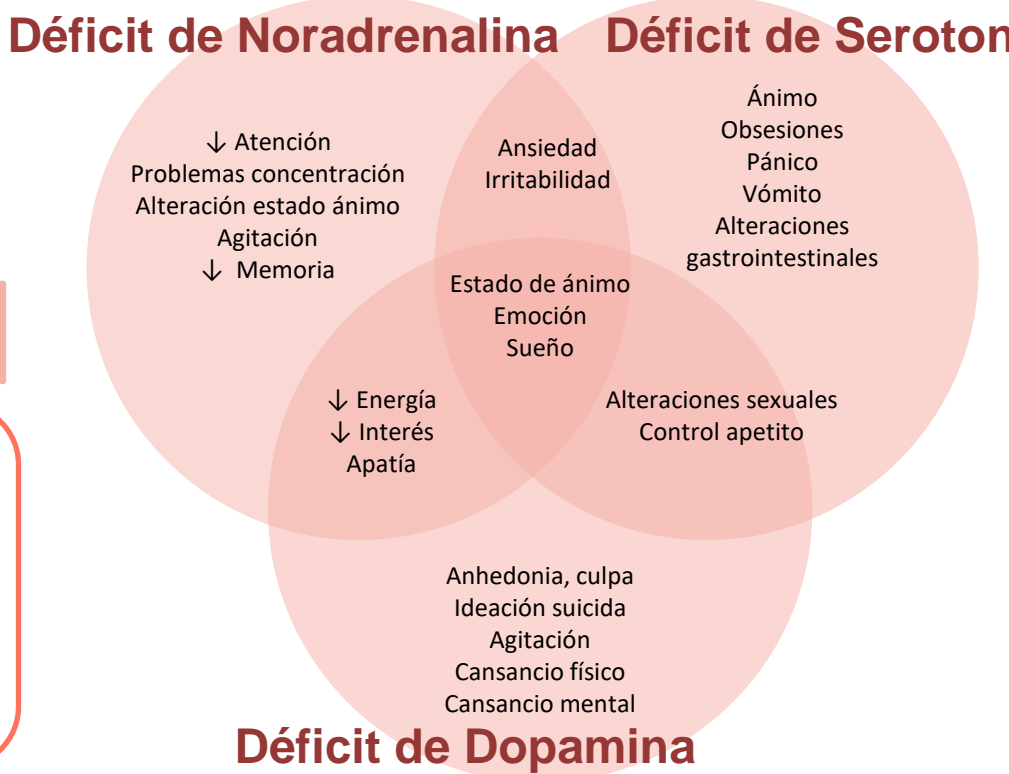 Déficit de Noradrenalina
Déficit de Seroton
↓ Atención
Problemas concentración
Alteración estado ánimo
Agitación
↓ Memoria
Ansiedad
Irritabilidad
Ánimo
Obsesiones
Pánico
Vómito
Alteraciones
gastrointestinales
Estado de ánimo
Emoción
Sueño
↓ Energía
↓ Interés
Apatía
Alteraciones sexuales
Control apetito
Anhedonia, culpa
Ideación suicida
Agitación
Cansancio físico
Cansancio mental
Déficit de Dopamina